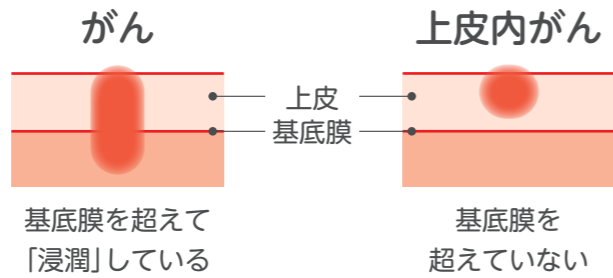 がん
上皮内がん
上皮
基底膜
基底膜を超えて
「浸潤」している
基底膜を
超えていない